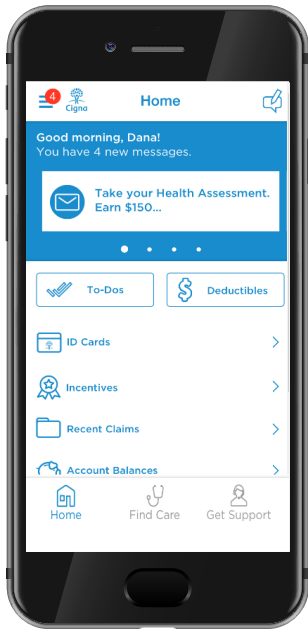 4
Cigna
Home
Good morning, Dana!
You have 4 new messages.
Take your Health Assessment.
Earn $150...
To-Dos
Deductibles
ID Cards
Incentives
Recent Claims
Account Balances
Home
Find Care
Get Support